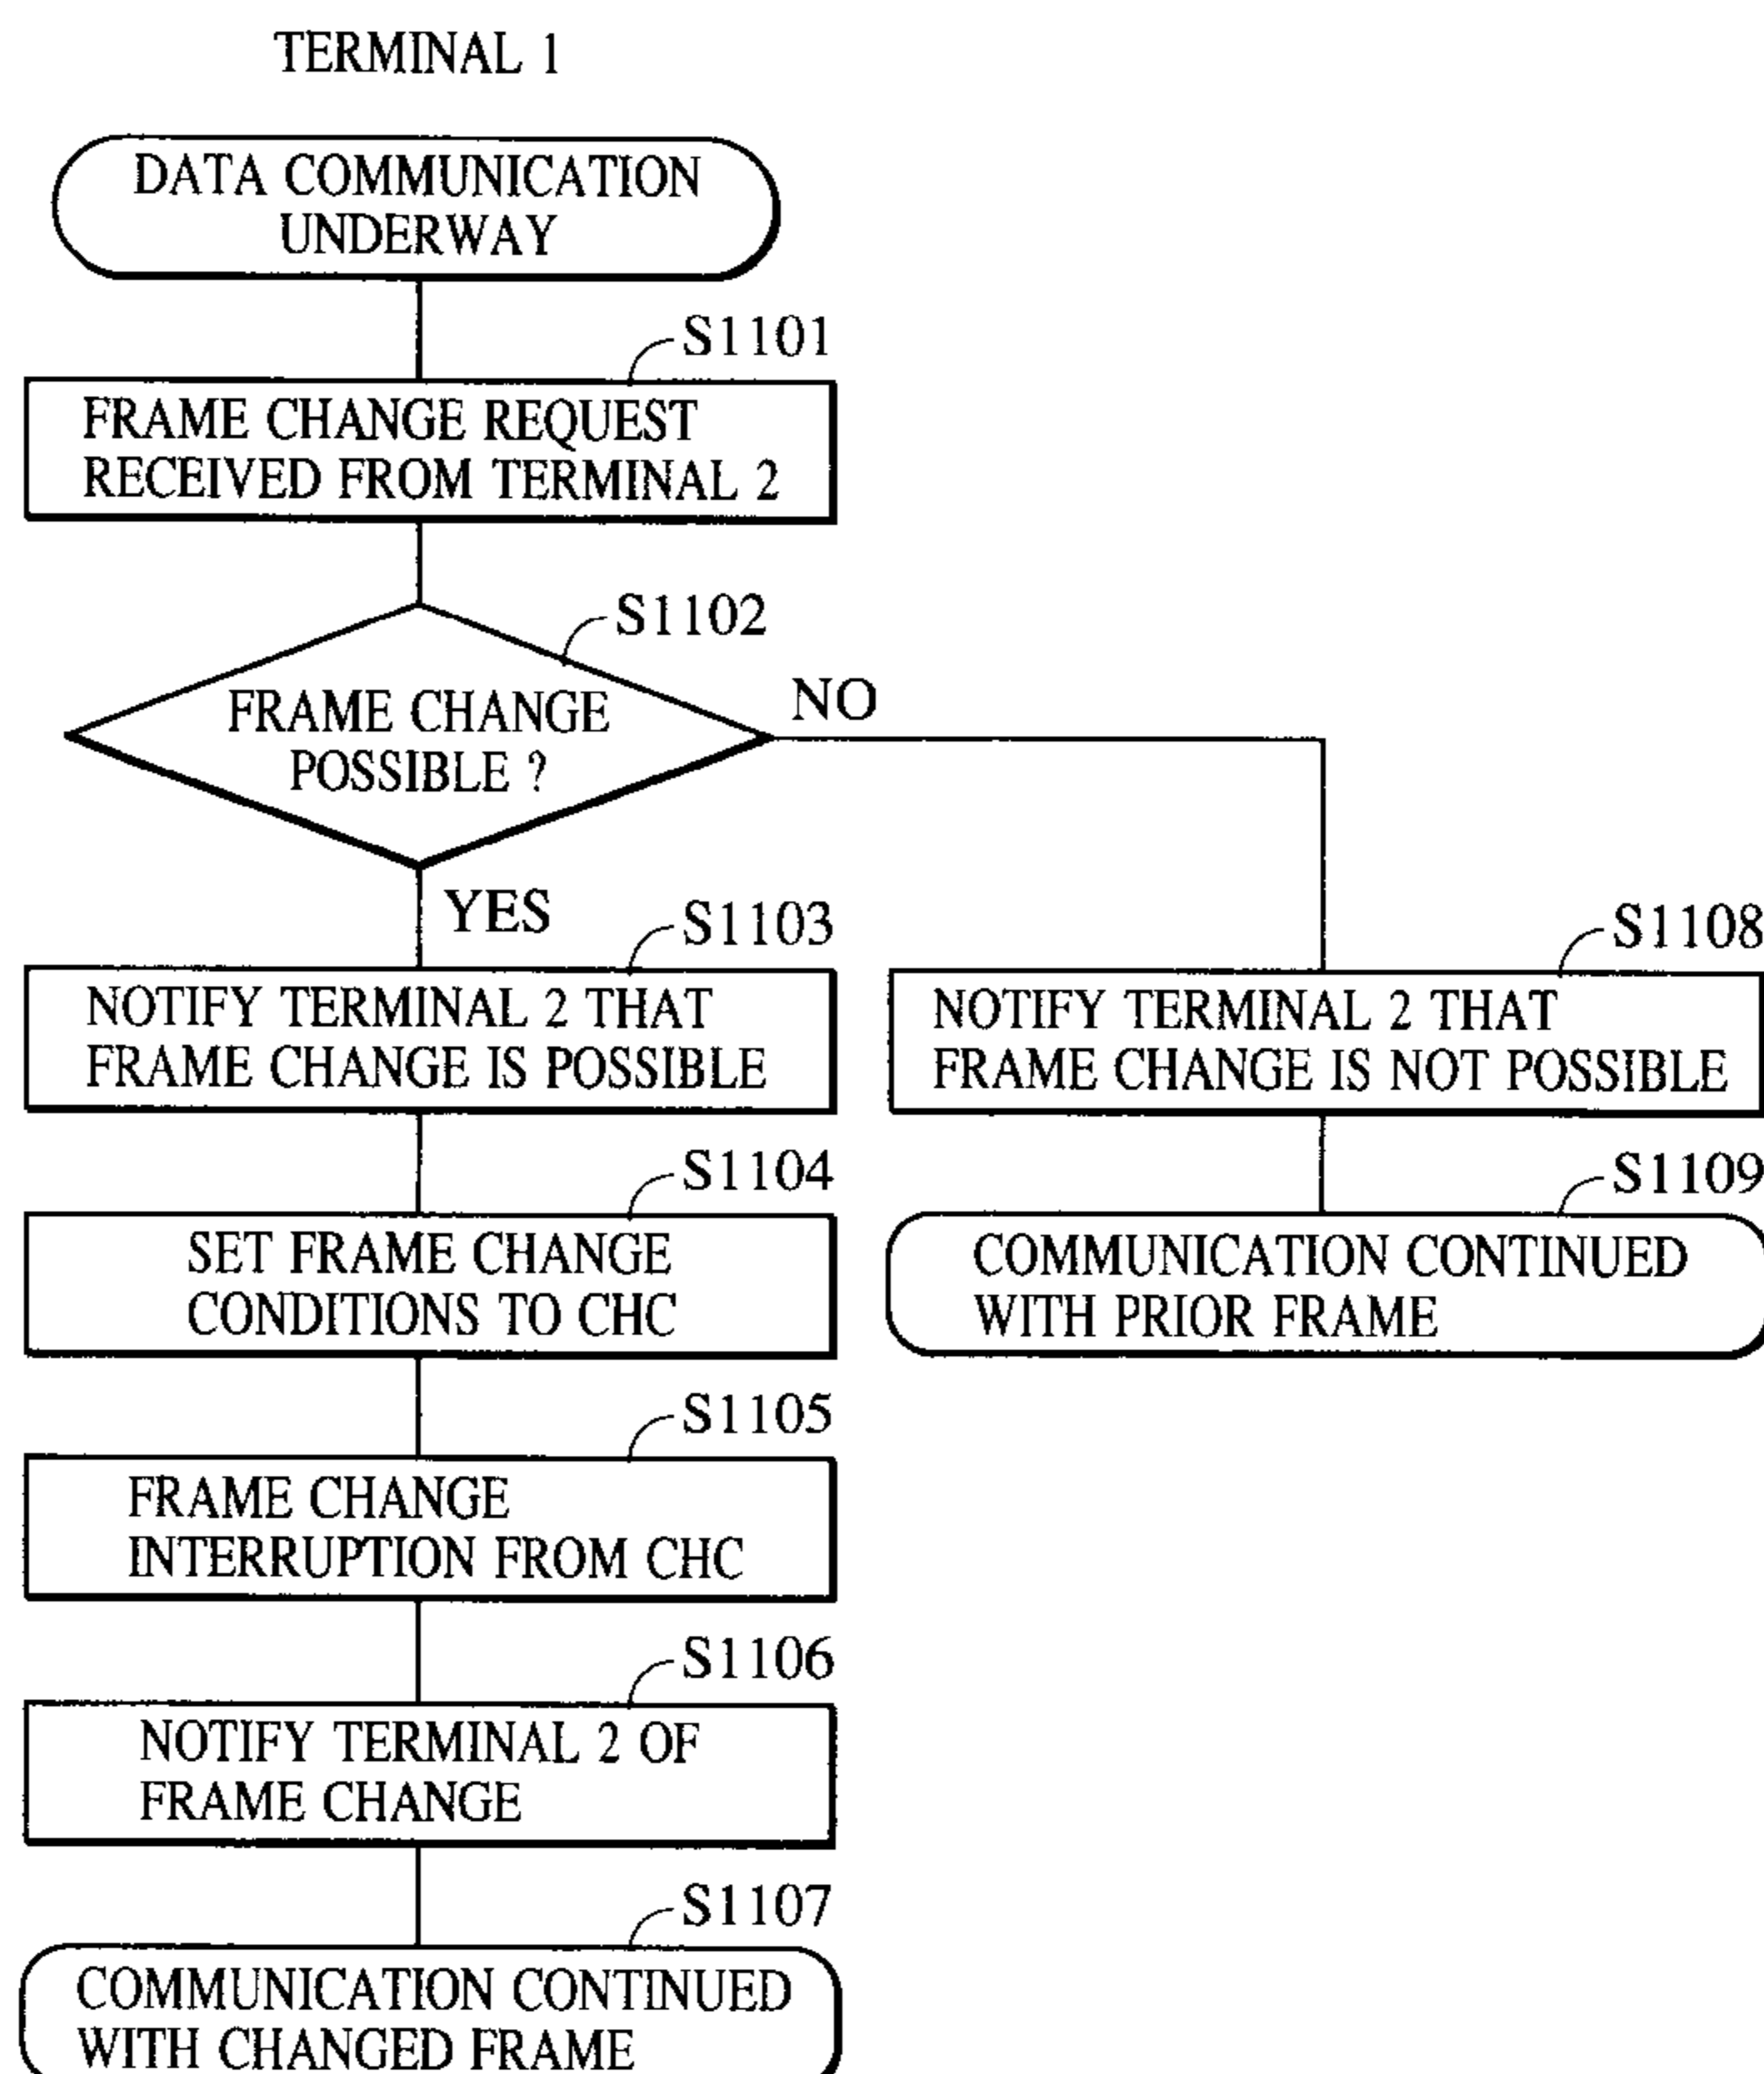 TERMINAL 1
DATA COMMUNICATION
UNDERWAY
S1101
FRAME CHANGE REQUEST
RECEIVED FROM TERMINAL 2
S1102
FRAME CHANGE
POSSIBLE ?
NO
YES
S1103
NOTIFY TERMINAL 2 THAT
FRAME CHANGE IS POSSIBLE
S1108
NOTIFY TERMINAL 2 THAT
FRAME CHANGE IS NOT POSSIBLE
S1104
SET FRAME CHANGE
CONDITIONS TO CHC
S1109
COMMUNICATION CONTINUED
WITH PRIOR FRAME
S1105
FRAME CHANGE
INTERRUPTION FROM CHC
S1106
NOTIFY TERMINAL 2 OF
FRAME CHANGE
S1107
COMMUNICATION CONTINUED
WITH CHANGED FRAME